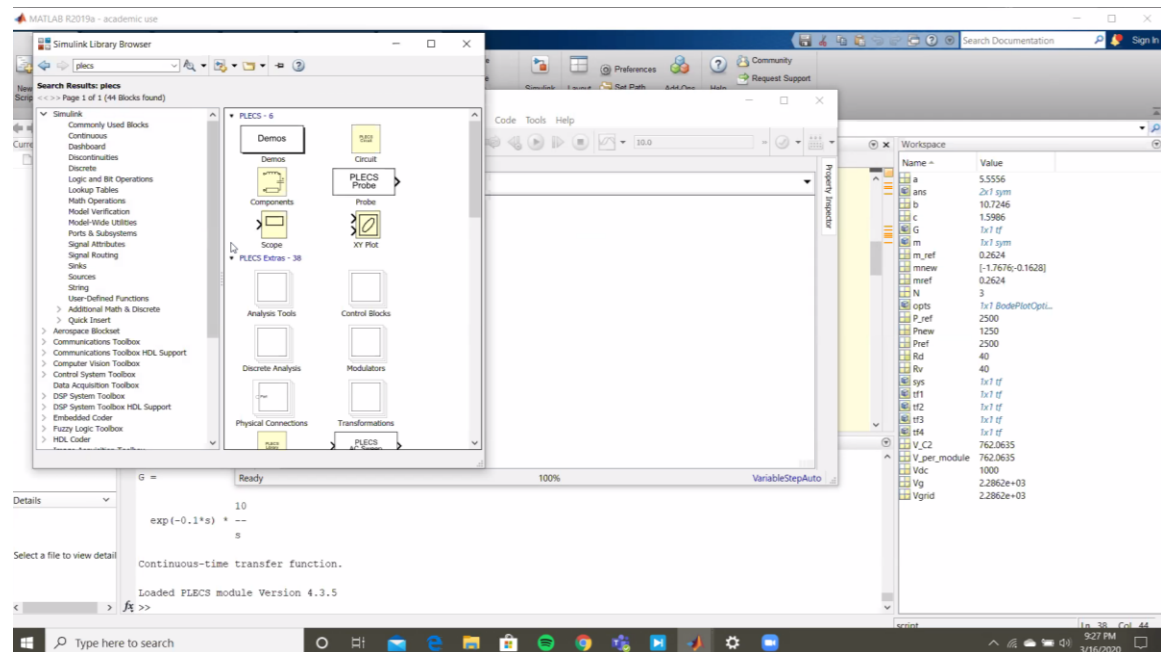 MATLAB R2019a - academic use
Simulink Library Browser
plecs
Search Results: plecs
<<>> Page 1 of 1 (44 Blocks found)
Simulink
Commonly Used Blocks
Continuous
Dashboard
Discontinuities
Discrete
Logic and Bit Operations
Lookup Tables
Math Operations
Model Verification
Model-Wide Utilities
Ports & Subsystems
Signal Attributes
Signal Routing
Sinks
Sources
String
User-Defined Functions
Additional Math & Discrete
Quick Insert
Aerospace Blockset
Communications Toolbox
Communications Toolbox HDL Support
Computer Vision Toolbox
Control System Toolbox
Data Acquisition Toolbox
DSP System Toolbox
DSP System Toolbox HDL Support
Embedded Coder
Fuzzy Logic Toolbox
HDL Coder
PLECS - 6
Demos
Demos
PLECS
Circuit
Circuit
Components
PLECS
Probe
Probe
Scope
XY Plot
PLECS Extras - 38
Analysis Tools
Control Blocks
Discrete Analysis
Modulators
Physical Connections
Transformations
PLECS
AC Sweep
New
Script
Preferences
Set Path
Community
Request Support
Simulink
Layout
Add-Ons
Help
Search Documentation
Sign In
Code Tools Help
10.0
Property Inspector
Ready
100%
VariableStepAuto
Workspace
Name Value
a 5.5556
ans 2x1 sym
b 10.7246
c 1.5986
G 1x1 tf
m 1x1 sym
m_ref 0.2624
mnew [-1.7676;-0.1628]
mref 0.2624
N 3
opts 1x1 BodePlotOpti...
P_ref 2500
Pnew 1250
Pref 2500
Rd 40
Rv 40
sys 1x1 tf
tf1 1x1 tf
tf2 1x1 tf
tf3 1x1 tf
tf4 1x1 tf
V_C2 762.0635
V_per_module 762.0635
Vdc 1000
Vg 2.2862e+03
Vgrid 2.2862e+03
Details
Select a file to view detail
G =
10
exp(-0.1*s) * --
s
Continuous-time transfer function.
Loaded PLECS module Version 4.3.5
fx >>
script
Ln 38 Col 44
Type here to search
9:27 PM
3/16/2020